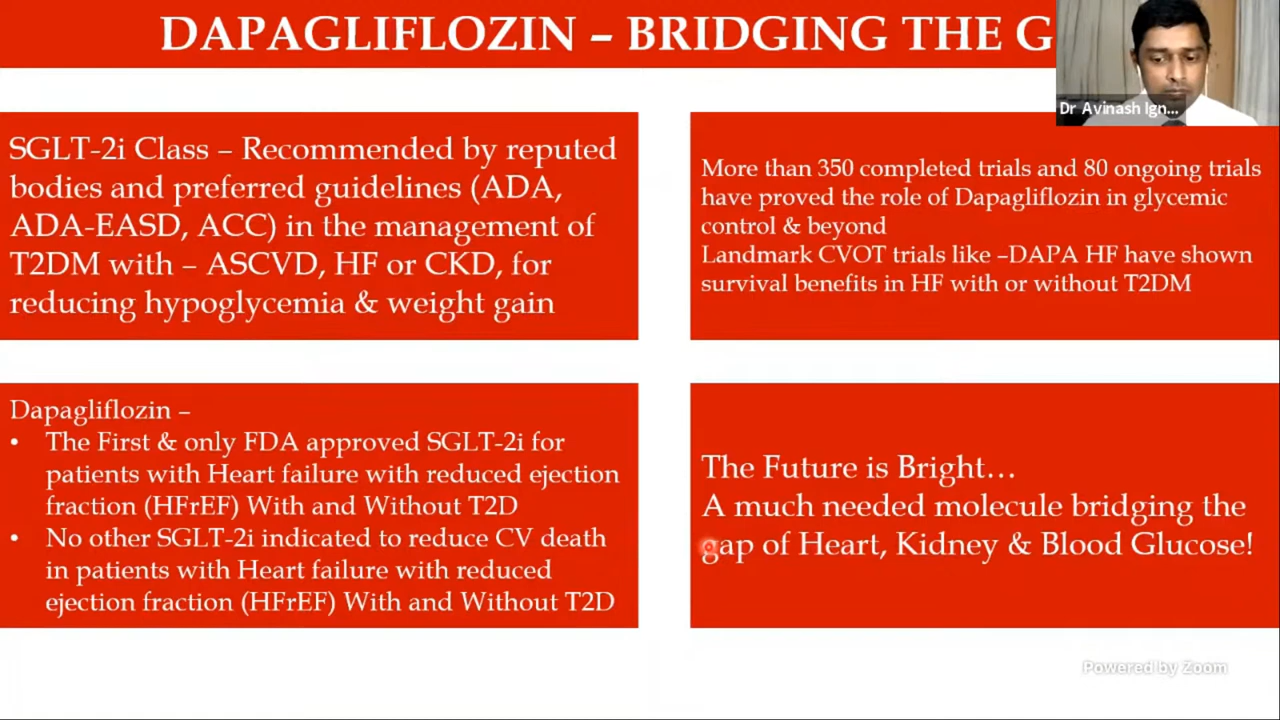 DAPAGLIFLOZIN – BRIDGING THE G
Dr Avinash Ign...
SGLT-2i Class – Recommended by reputed
bodies and preferred guidelines (ADA,
ADA-EASD, ACC) in the management of
T2DM with – ASCVD, HF or CKD, for
reducing hypoglycemia & weight gain
More than 350 completed trials and 80 ongoing trials
have proved the role of Dapagliflozin in glycemic
control & beyond
Landmark CVOT trials like –DAPA HF have shown
survival benefits in HF with or without T2DM
Dapagliflozin –
• The First & only FDA approved SGLT-2i for
patients with Heart failure with reduced ejection
fraction (HFrEF) With and Without T2D
• No other SGLT-2i indicated to reduce CV death
in patients with Heart failure with reduced
ejection fraction (HFrEF) With and Without T2D
The Future is Bright…
A much needed molecule bridging the
gap of Heart, Kidney & Blood Glucose!
Powered by Zoom